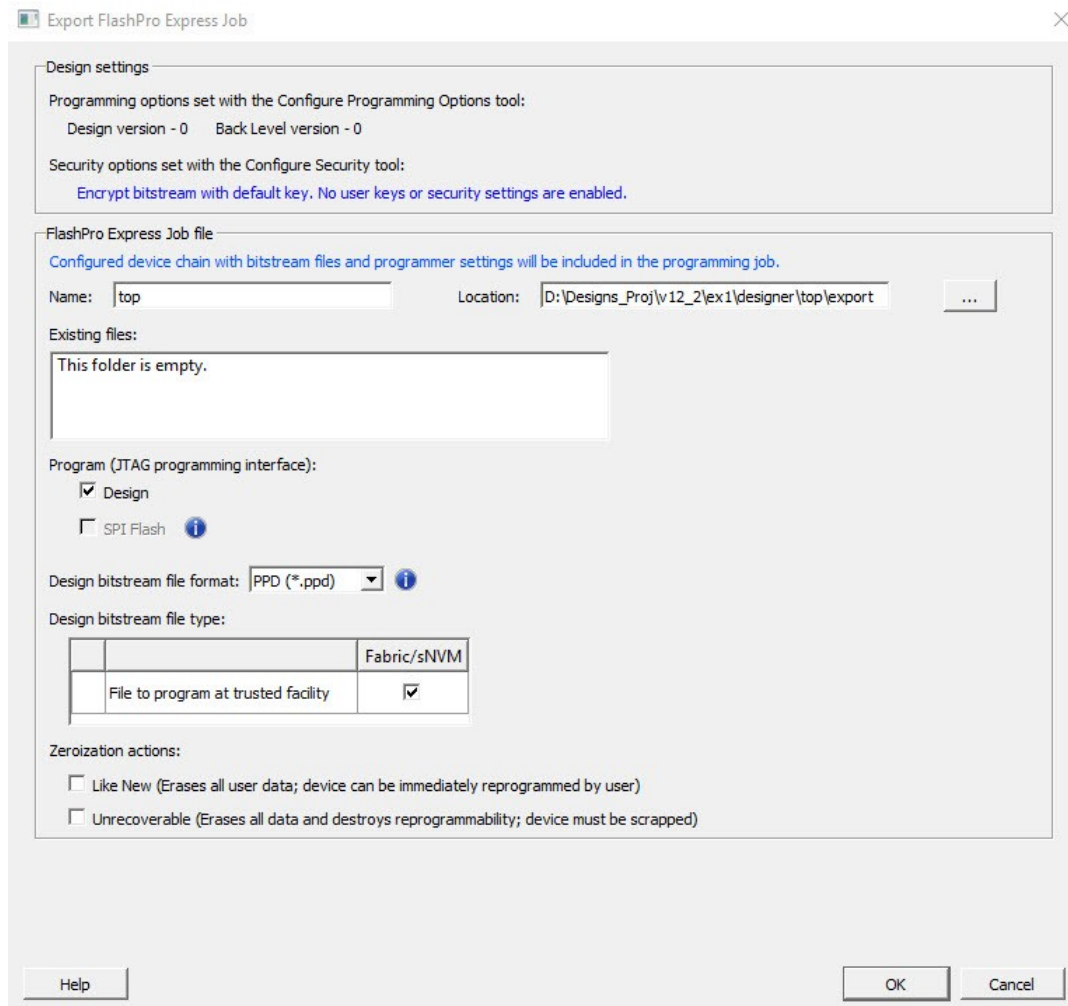 Export FlashPro Express Job
Design settings
Programming options set with the Configure Programming Options tool:
Design version - 0 Back Level version - 0
Security options set with the Configure Security tool:
Encrypt bitstream with default key. No user keys or security settings are enabled.
FlashPro Express Job file
Configured device chain with bitstream files and programmer settings will be included in the programming job.
Name: top Location: D:\Designs_Proj\v12_2\ex1\designer\top\export ...
Existing files:
This folder is empty.
Program (JTAG programming interface):
Design
SPI Flash
Design bitstream file format: PPD (*.ppd)
Design bitstream file type:
Fabric/sNVM
File to program at trusted facility
Zeroization actions:
Like New (Erases all user data; device can be immediately reprogrammed by user)
Unrecoverable (Erases all data and destroys reprogrammability; device must be scrapped)
Help OK Cancel